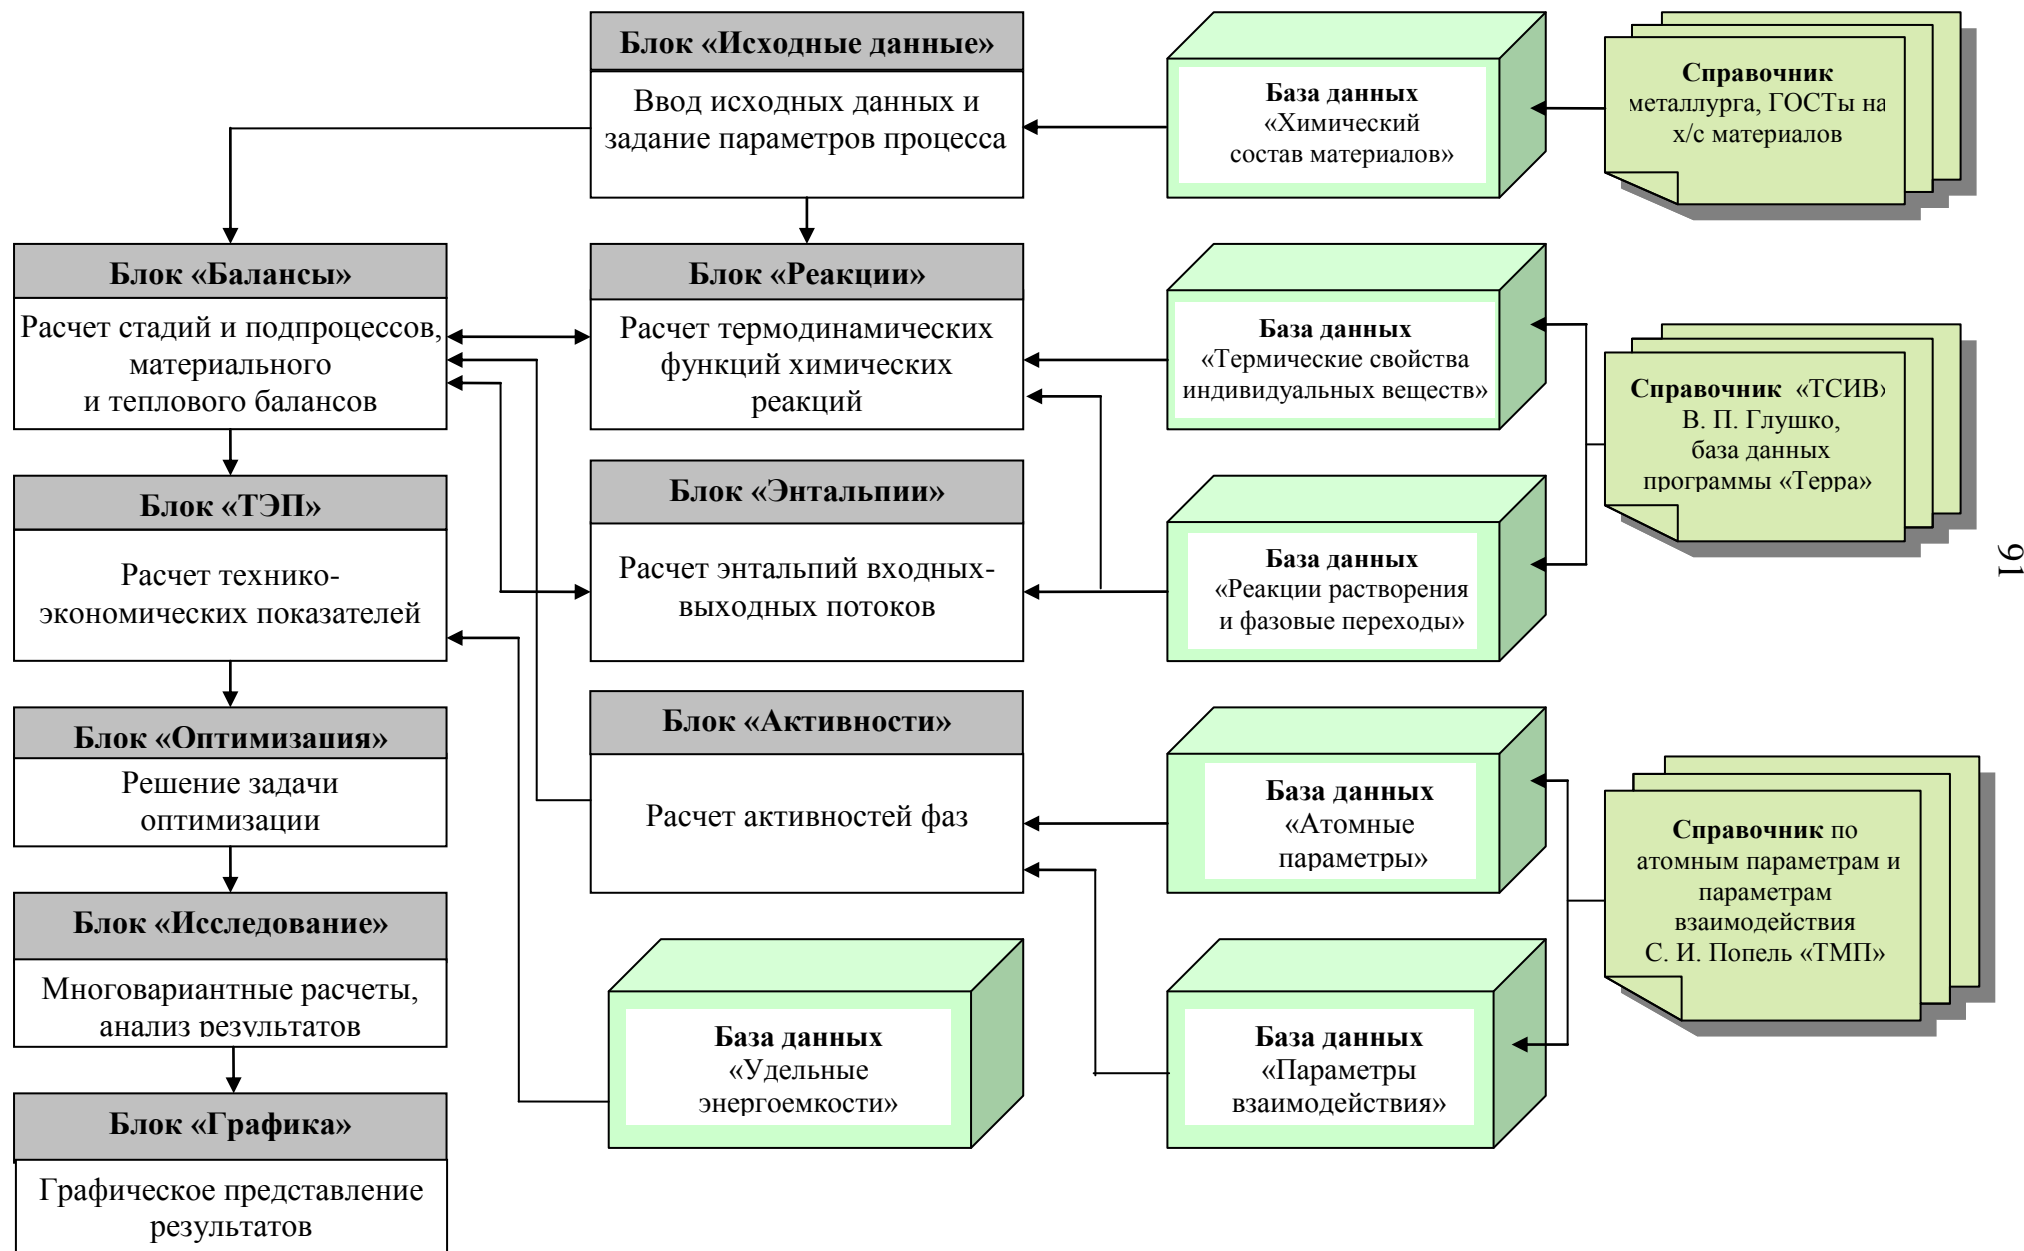 Блок «Исходные данные»
Ввод исходных данных и
задание параметров процесса
База данных
«Химический
состав материалов»
Справочник
металлурга, ГОСТы на
х/с материалов
Блок «Балансы»
Расчет стадий и подпроцессов,
материального
и теплового балансов
Блок «Реакции»
Расчет термодинамических
функций химических
реакций
База данных
«Термические свойства
индивидуальных веществ»
Справочник «ТСИВ»
В. П. Глушко,
база данных
программы «Терра»
Блок «ТЭП»
Расчет технико-
экономических показателей
Блок «Энтальпии»
Расчет энтальпий входных-
выходных потоков
База данных
«Реакции растворения
и фазовые переходы»
91
Блок «Оптимизация»
Решение задачи
оптимизации
Блок «Активности»
Расчет активностей фаз
База данных
«Атомные
параметры»
Справочник по
атомным параметрам и
параметрам
взаимодействия
С. И. Попель «ТМП»
Блок «Исследование»
Многовариантные расчеты,
анализ результатов
База данных
«Удельные
энергоемкости»
База данных
«Параметры
взаимодействия»
Блок «Графика»
Графическое представление
результатов